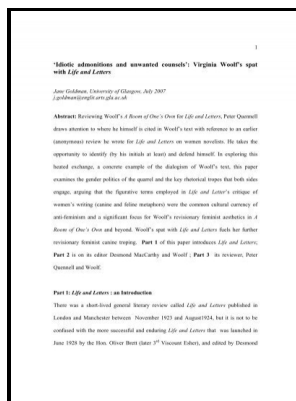 1
‘Idiotic admonitions and unwanted counsels’: Virginia Woolf’s spat
with Life and Letters
Jane Goldman, University of Glasgow, July 2007
j.goldman@englit.arts.gla.ac.uk
Abstract: Reviewing Woolf’s A Room of One’s Own for Life and Letters, Peter Quennell
draws attention to where he himself is cited in Woolf’s text with reference to an earlier
(anonymous) review he wrote for Life and Letters on women novelists. He takes the
opportunity to identify (by his initials at least) and defend himself. In exploring this
heated exchange, a concrete example of the dialogism of Woolf’s text, this paper
examines the gender politics of the quarrel and the key rhetorical tropes that both sides
engage, arguing that the figurative terms employed in Life and Letter’s critique of
women’s writing (canine and feline metaphors) were the common cultural currency of
anti-feminism and a significant focus for Woolf’s revisionary feminist aesthetics in A
Room of One’s Own and beyond. Woolf’s spat with Life and Letters fuels her further
revisionary feminist canine troping. Part 1 of this paper introduces Life and Letters;
Part 2 is on its editor Desmond MacCarthy and Woolf ; Part 3 its reviewer, Peter
Quennell and Woolf.
Part 1: Life and Letters : an Introduction
There was a short-lived general literary review called Life and Letters published in
London and Manchester between November 1923 and August1924, but it is not to be
confused with the more successful and enduring Life and Letters that was launched in
June 1928 by the Hon. Oliver Brett (later 3rd Viscount Esher), and edited by Desmond